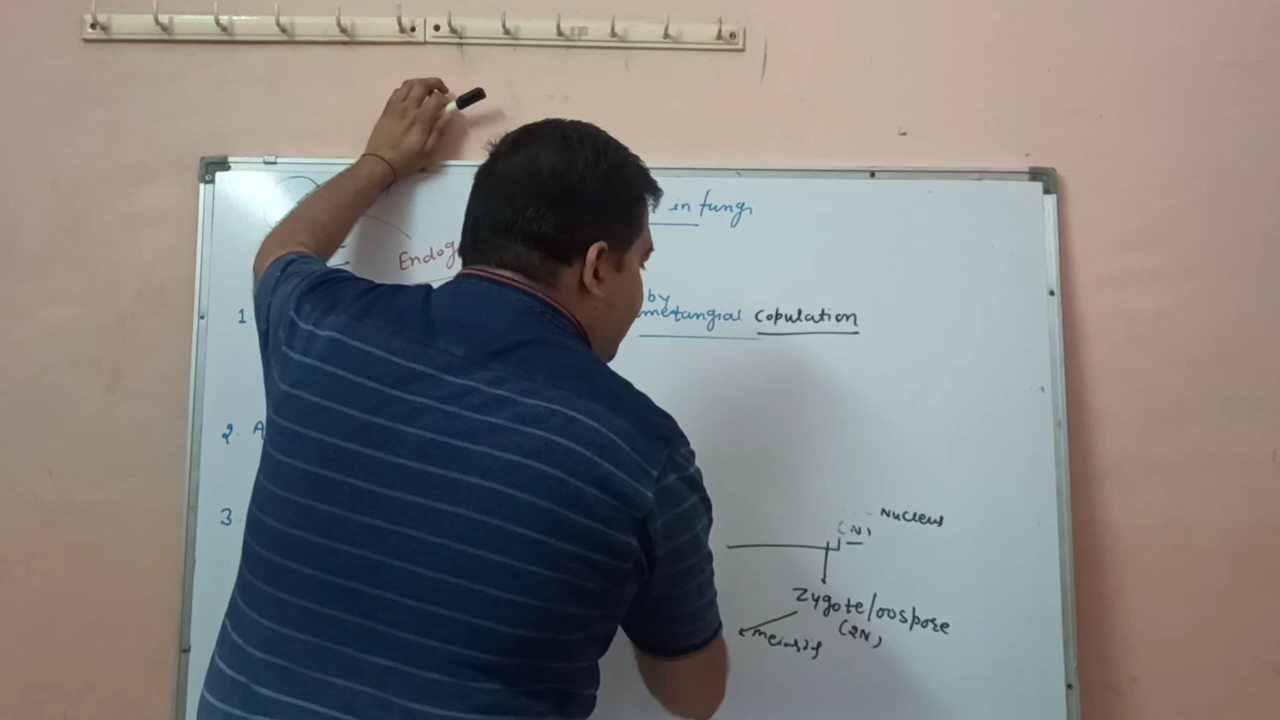 in fungi
Endog
by
1. metangial copulation
2. A
3.
Nucleus
(N)
Zygote/oospore
(2N)
meiosis